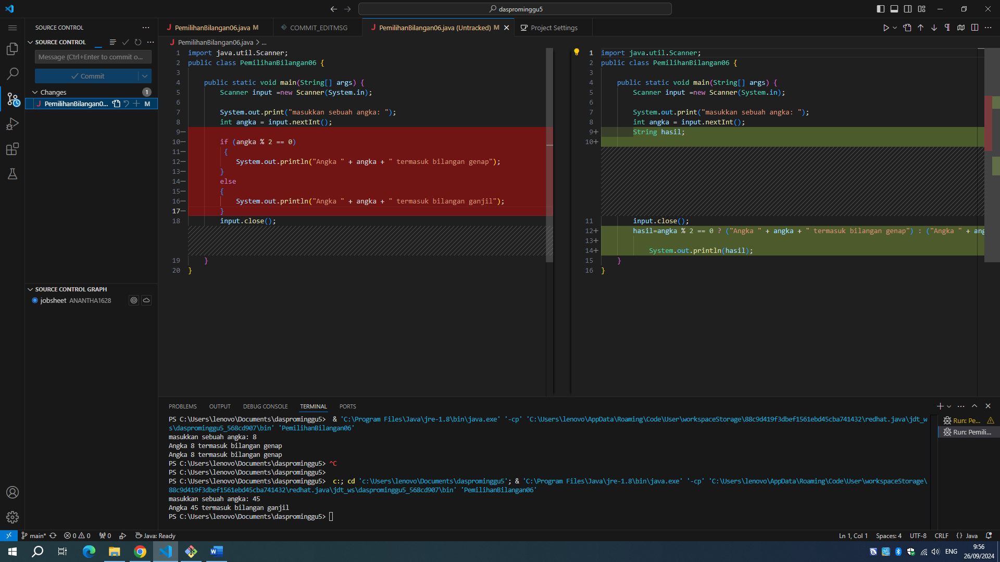 dasprominggu5
SOURCE CONTROL
SOURCE CONTROL
Message (Ctrl+Enter to commit o...
Commit
Changes
1
PemilihanBilangan0...
M
SOURCE CONTROL GRAPH
jobsheet ANANTHA1628
PemilihanBilangan06.java M
COMMIT_EDITMSG
PemilihanBilangan06.java (Untracked) M
Project Settings
PemilihanBilangan06.java > ...
1 import java.util.Scanner;
2 public class PemilihanBilangan06 {
3
4 public static void main(String[] args) {
5 Scanner input =new Scanner(System.in);
6
7 System.out.print("masukkan sebuah angka: ");
8 int angka = input.nextInt();
9—
10— if (angka % 2 == 0)
11— {
12— System.out.println("Angka " + angka + " termasuk bilangan genap");
13— }
14— else
15— {
16— System.out.println("Angka " + angka + " termasuk bilangan ganjil");
17— }
18 input.close();
19 }
20 }
1 import java.util.Scanner;
2 public class PemilihanBilangan06 {
3
4 public static void main(String[] args) {
5 Scanner input =new Scanner(System.in);
6
7 System.out.print("masukkan sebuah angka: ");
8 int angka = input.nextInt();
9+ String hasil;
10+
11 input.close();
12+ hasil=angka % 2 == 0 ? ("Angka " + angka + " termasuk bilangan genap") : ("Angka " + ang
13+
14+ System.out.println(hasil);
15 }
16 }
PROBLEMS OUTPUT DEBUG CONSOLE TERMINAL PORTS
PS C:\Users\lenovo\Documents\dasprominggu5> & 'C:\Program Files\Java\jre-1.8\bin\java.exe' '-cp' 'C:\Users\lenovo\AppData\Roaming\Code\User\workspaceStorage\88c9d419f3dbef1561ebd45cba741432\redhat.java\jdt_w
s\dasprominggu5_568cd907\bin' 'PemilihanBilangan06'
masukkan sebuah angka: 8
Angka 8 termasuk bilangan genap
Angka 8 termasuk bilangan genap
PS C:\Users\lenovo\Documents\dasprominggu5> ^C
PS C:\Users\lenovo\Documents\dasprominggu5>
PS C:\Users\lenovo\Documents\dasprominggu5> c:; cd 'c:\Users\lenovo\Documents\dasprominggu5'; & 'C:\Program Files\Java\jre-1.8\bin\java.exe' '-cp' 'C:\Users\lenovo\AppData\Roaming\Code\User\workspaceStorage\
88c9d419f3dbef1561ebd45cba741432\redhat.java\jdt_ws\dasprominggu5_568cd907\bin' 'PemilihanBilangan06'
masukkan sebuah angka: 45
Angka 45 termasuk bilangan ganjil
PS C:\Users\lenovo\Documents\dasprominggu5>
Run: Pe...
Run: Pemili...
main* 0 0 0 Java: Ready
Ln 1, Col 1 Spaces: 4 UTF-8 CRLF {} Java
ENG
9:56
26/09/2024